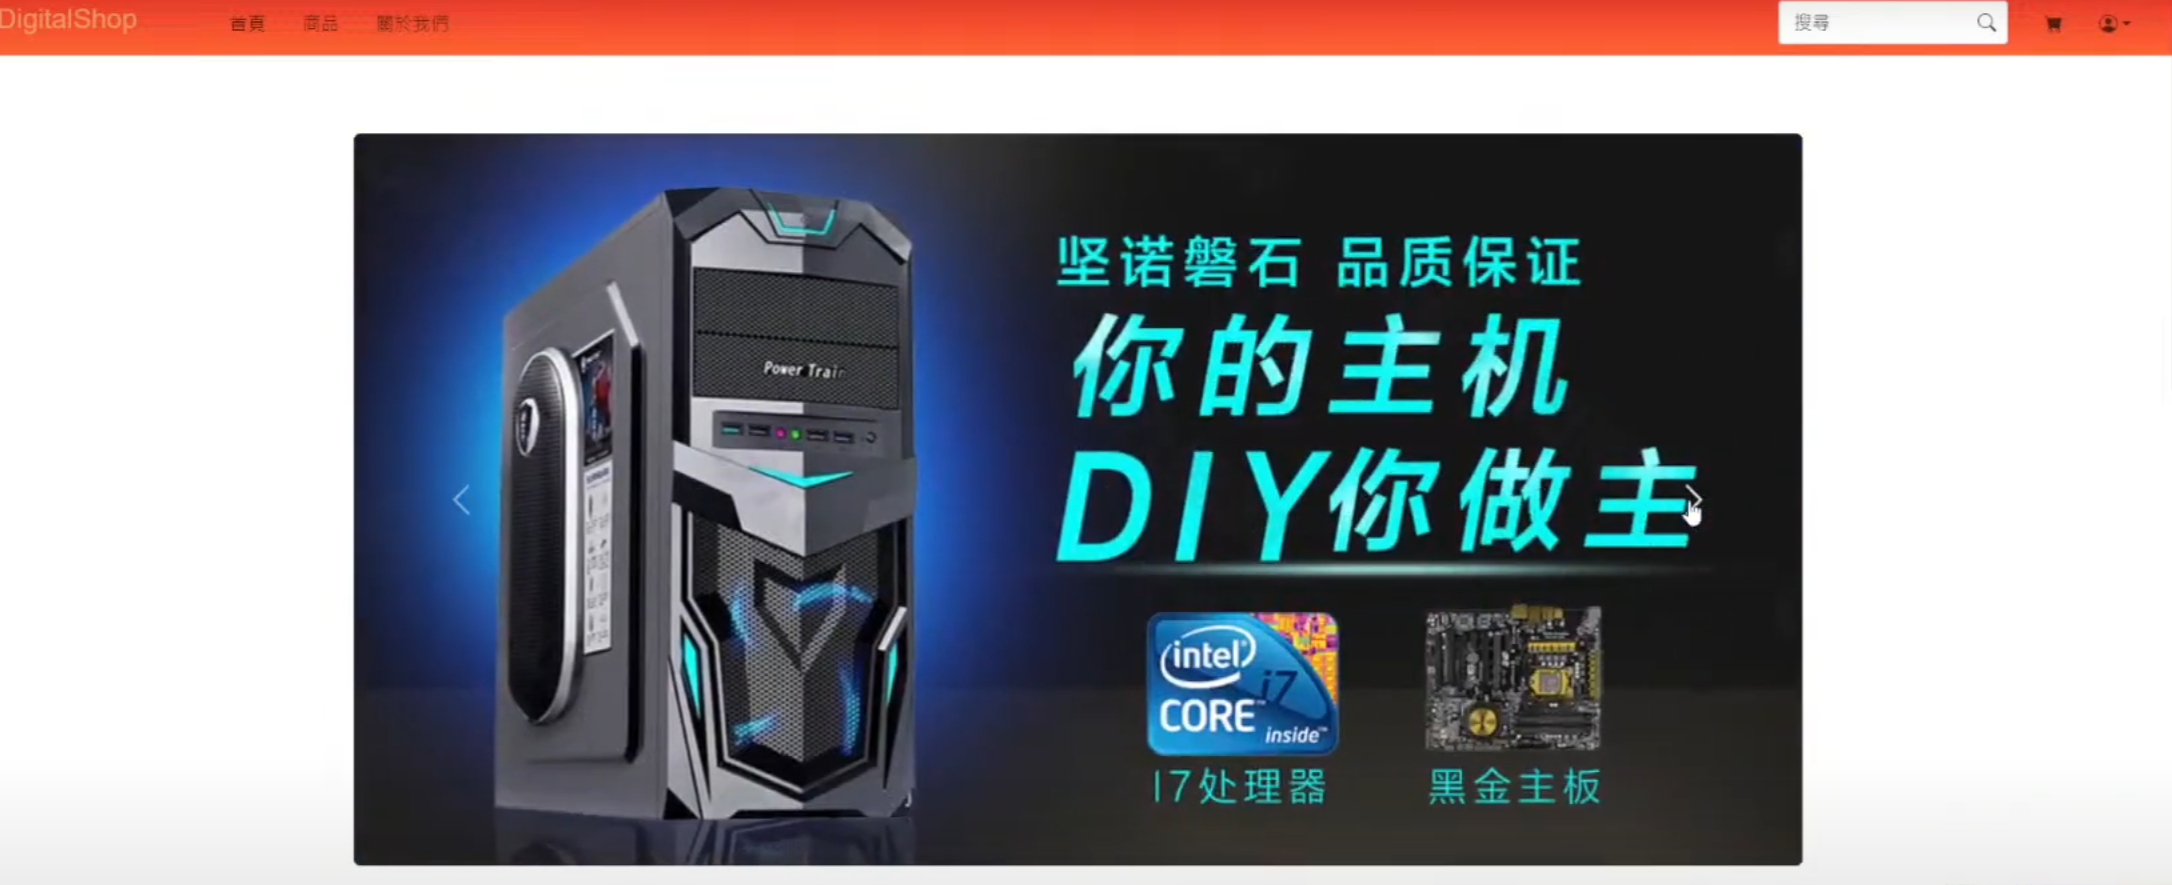 DigitalShop
首頁 商品 關於我們
搜尋
坚诺磐石 品质保证
你的主机
DIY你做主
Power Train
intel
i7
CORE
inside
I7处理器
黑金主板